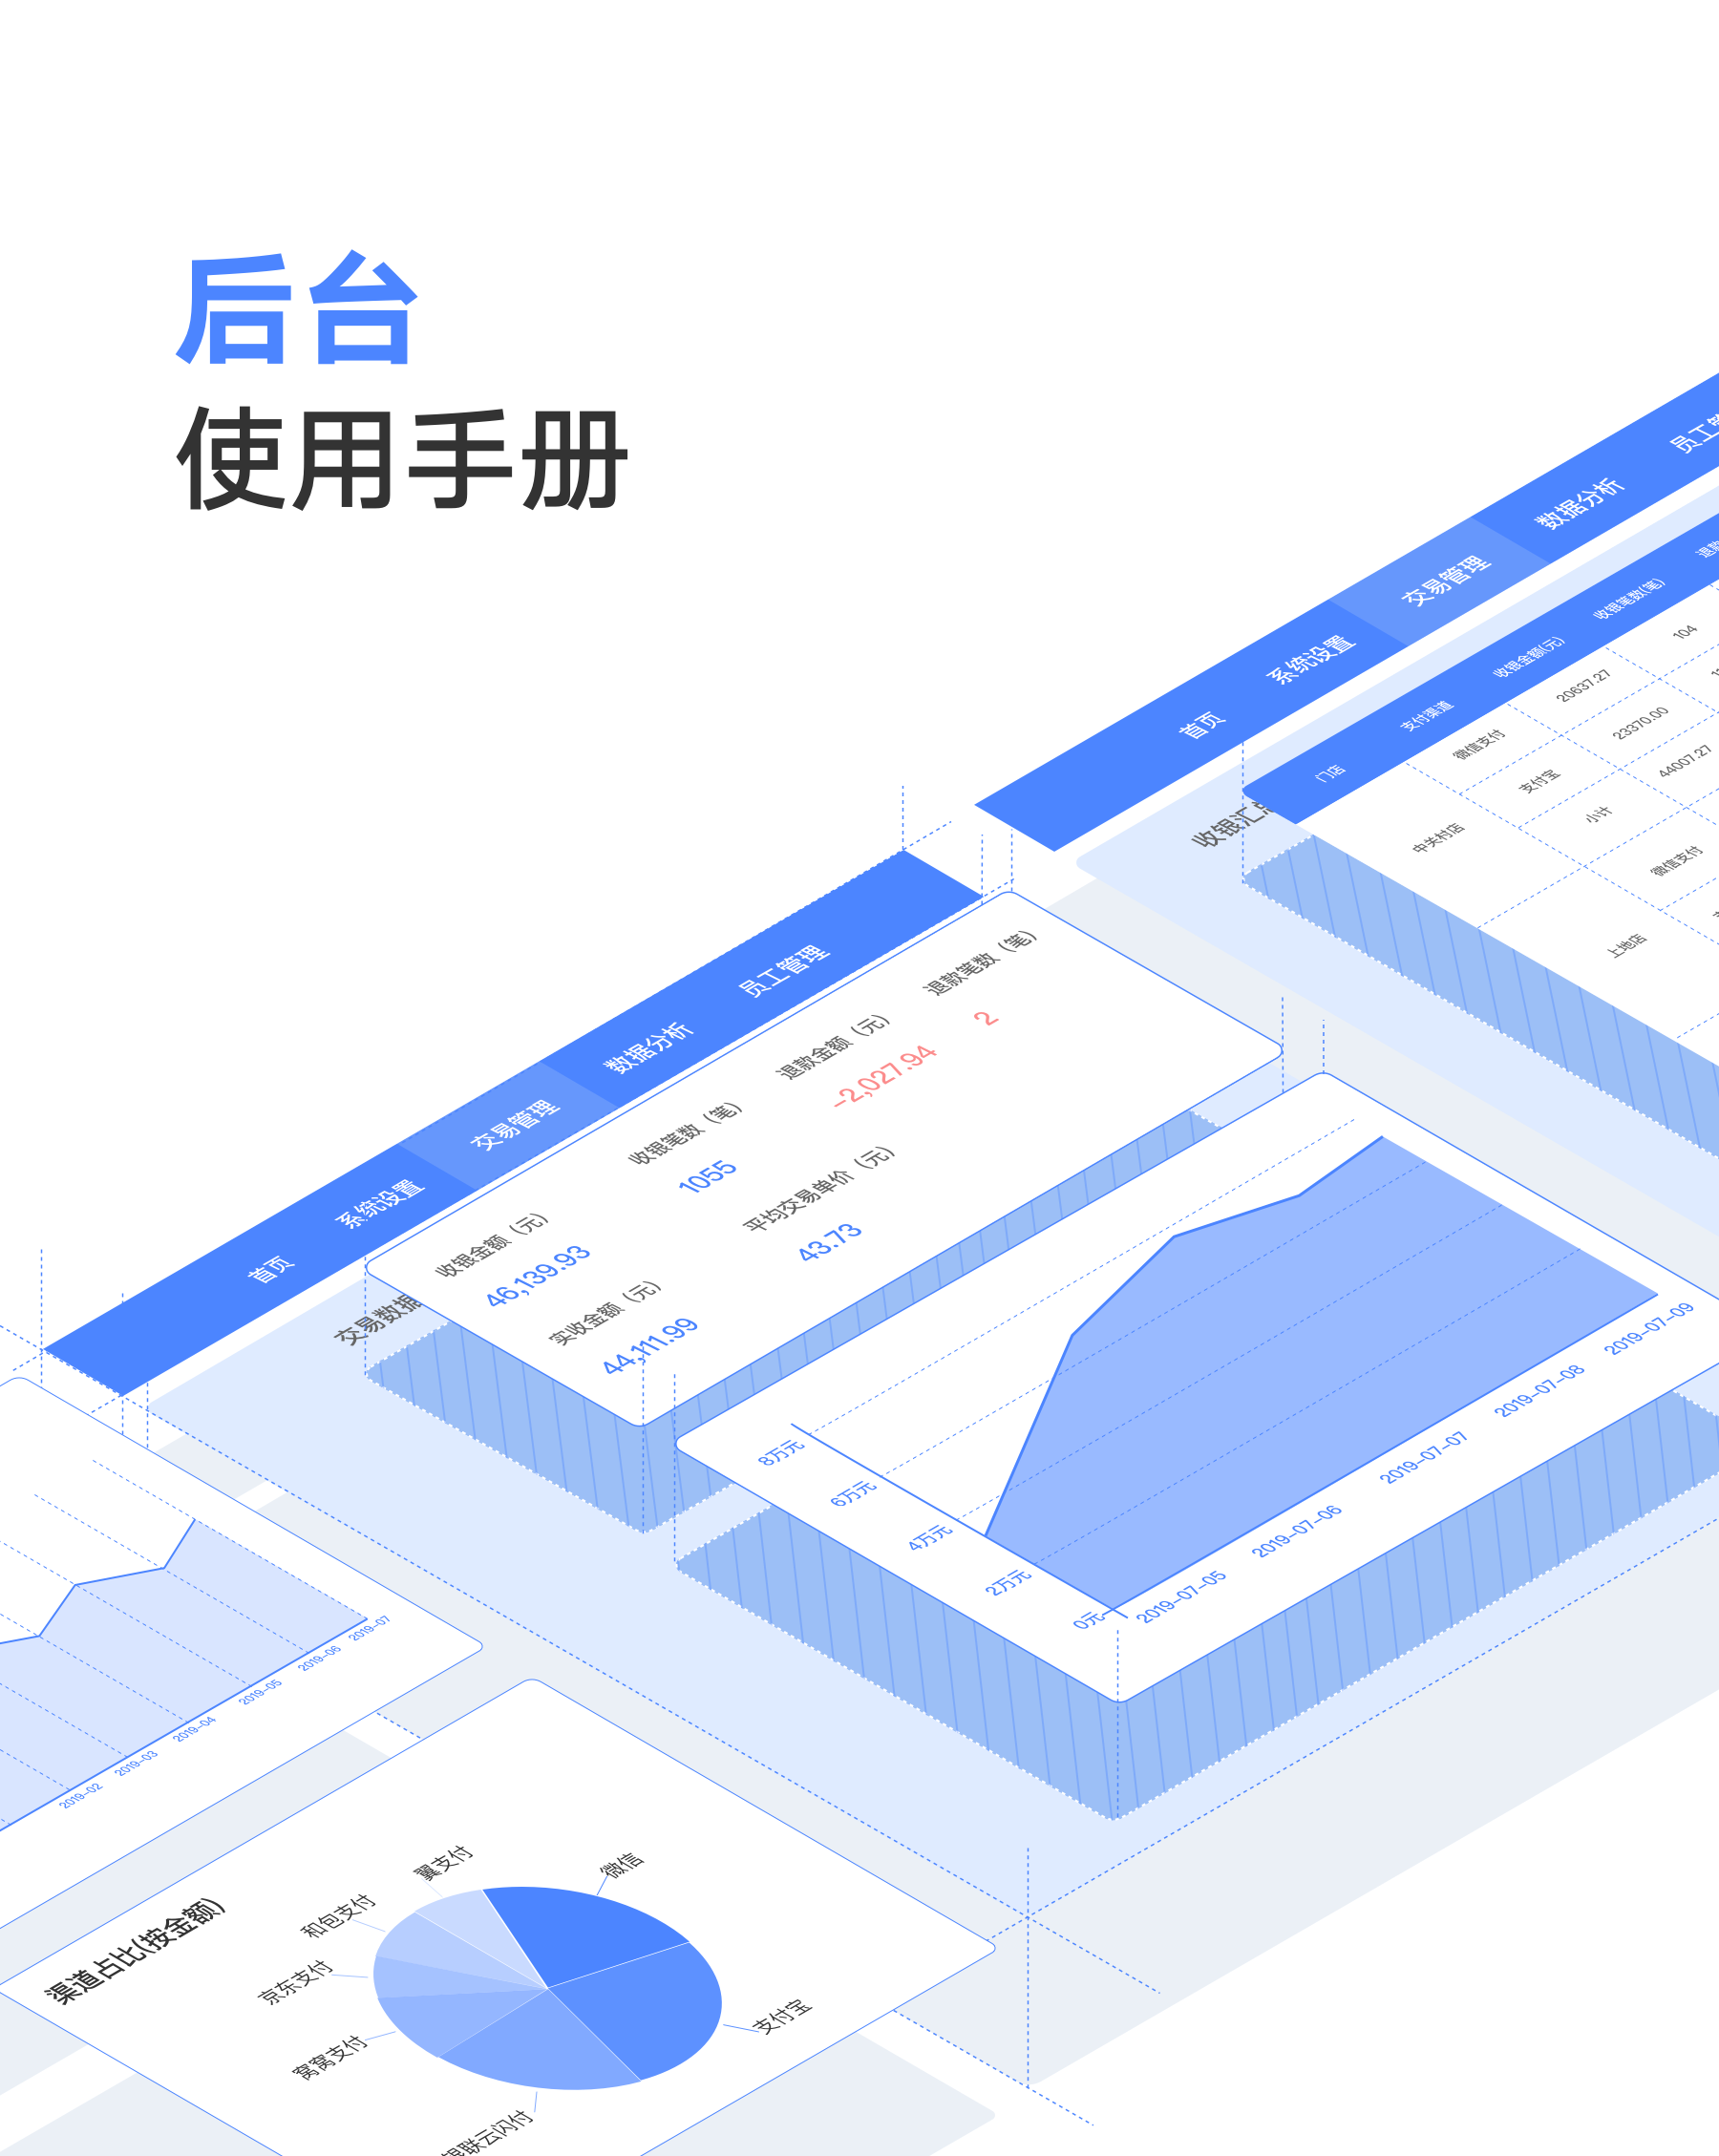 后台
使用手册
首页
系统设置
交易管理
数据分析
收银汇
门店
支付渠道
收银金额(元)
收银笔数(笔)
中关村店
微信支付
20637.27
104
支付宝
23370.00
小计
44007.27
上地店
微信支付
首页
系统设置
交易管理
数据分析
员工管理
交易数据
收银金额（元）
46,139.93
收银笔数（笔）
1055
退款金额（元）
-2,027.94
退款笔数（笔）
2
实收金额（元）
44,111.99
平均交易单价（元）
43.73
8万元
6万元
4万元
2万元
0元
2019-07-05
2019-07-06
2019-07-07
2019-07-08
2019-07-09
2019-02
2019-03
2019-04
2019-05
2019-06
2019-07
渠道占比(按金额)
翼支付
微信
和包支付
京东支付
窝窝支付
支付宝
联云闪付